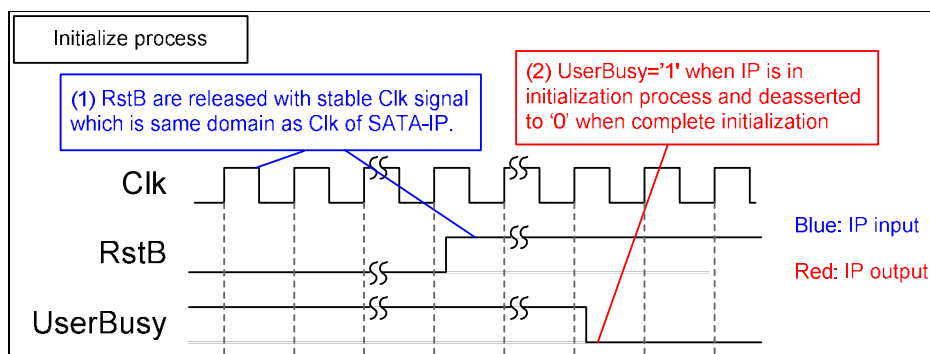 Initialize process
(1) RstB are released with stable Clk signal
which is same domain as Clk of SATA-IP.
(2) UserBusy='1' when IP is in
initialization process and deasserted
to ‘0’ when complete initialization
Clk
RstB
Blue: IP input
Red: IP output
UserBusy